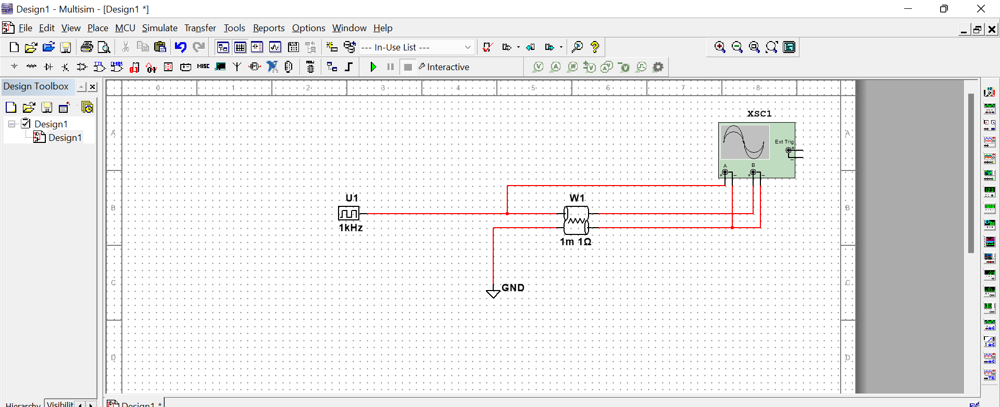 Design1 - Multisim - [Design1 *]
File Edit View Place MCU Simulate Transfer Tools Reports Options Window Help
--- In-Use List ---
MISC Interactive
Design Toolbox
0 1 2 3 4 5 6 7 8
Design1
Design1
XSC1
A A
Ext Trig
A B
U1 W1
B B
1kHz
1m 1Ω
C C
GND
D D
Hierarchy Visibilit Design1 *